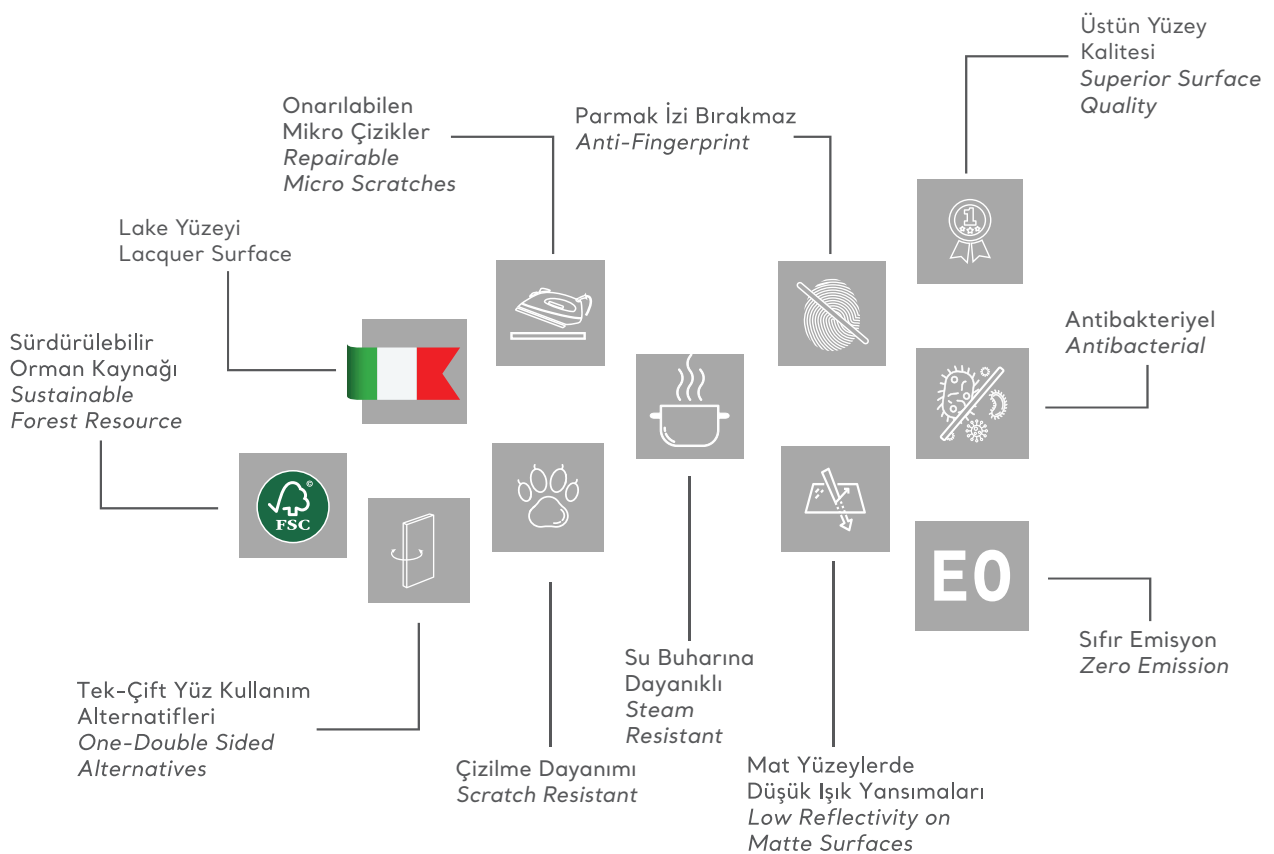 Üstün Yüzey
Kalitesi
Superior Surface
Quality
Onarılabilen
Mikro Çizikler
Repairable
Micro Scratches
Parmak İzi Bırakmaz
Anti-Fingerprint
Lake Yüzeyi
Lacquer Surface
Sürdürülebilir
Orman Kaynağı
Sustainable
Forest Resource
1
Antibakteriyel
Antibacterial
©
FSC
E0
Sıfır Emisyon
Zero Emission
Tek-Çift Yüz Kullanım
Alternatifleri
One-Double Sided
Alternatives
Su Buharına
Dayanıklı
Steam
Resistant
Çizilme Dayanımı
Scratch Resistant
Mat Yüzeylerde
Düşük Işık Yansımaları
Low Reflectivity on
Matte Surfaces